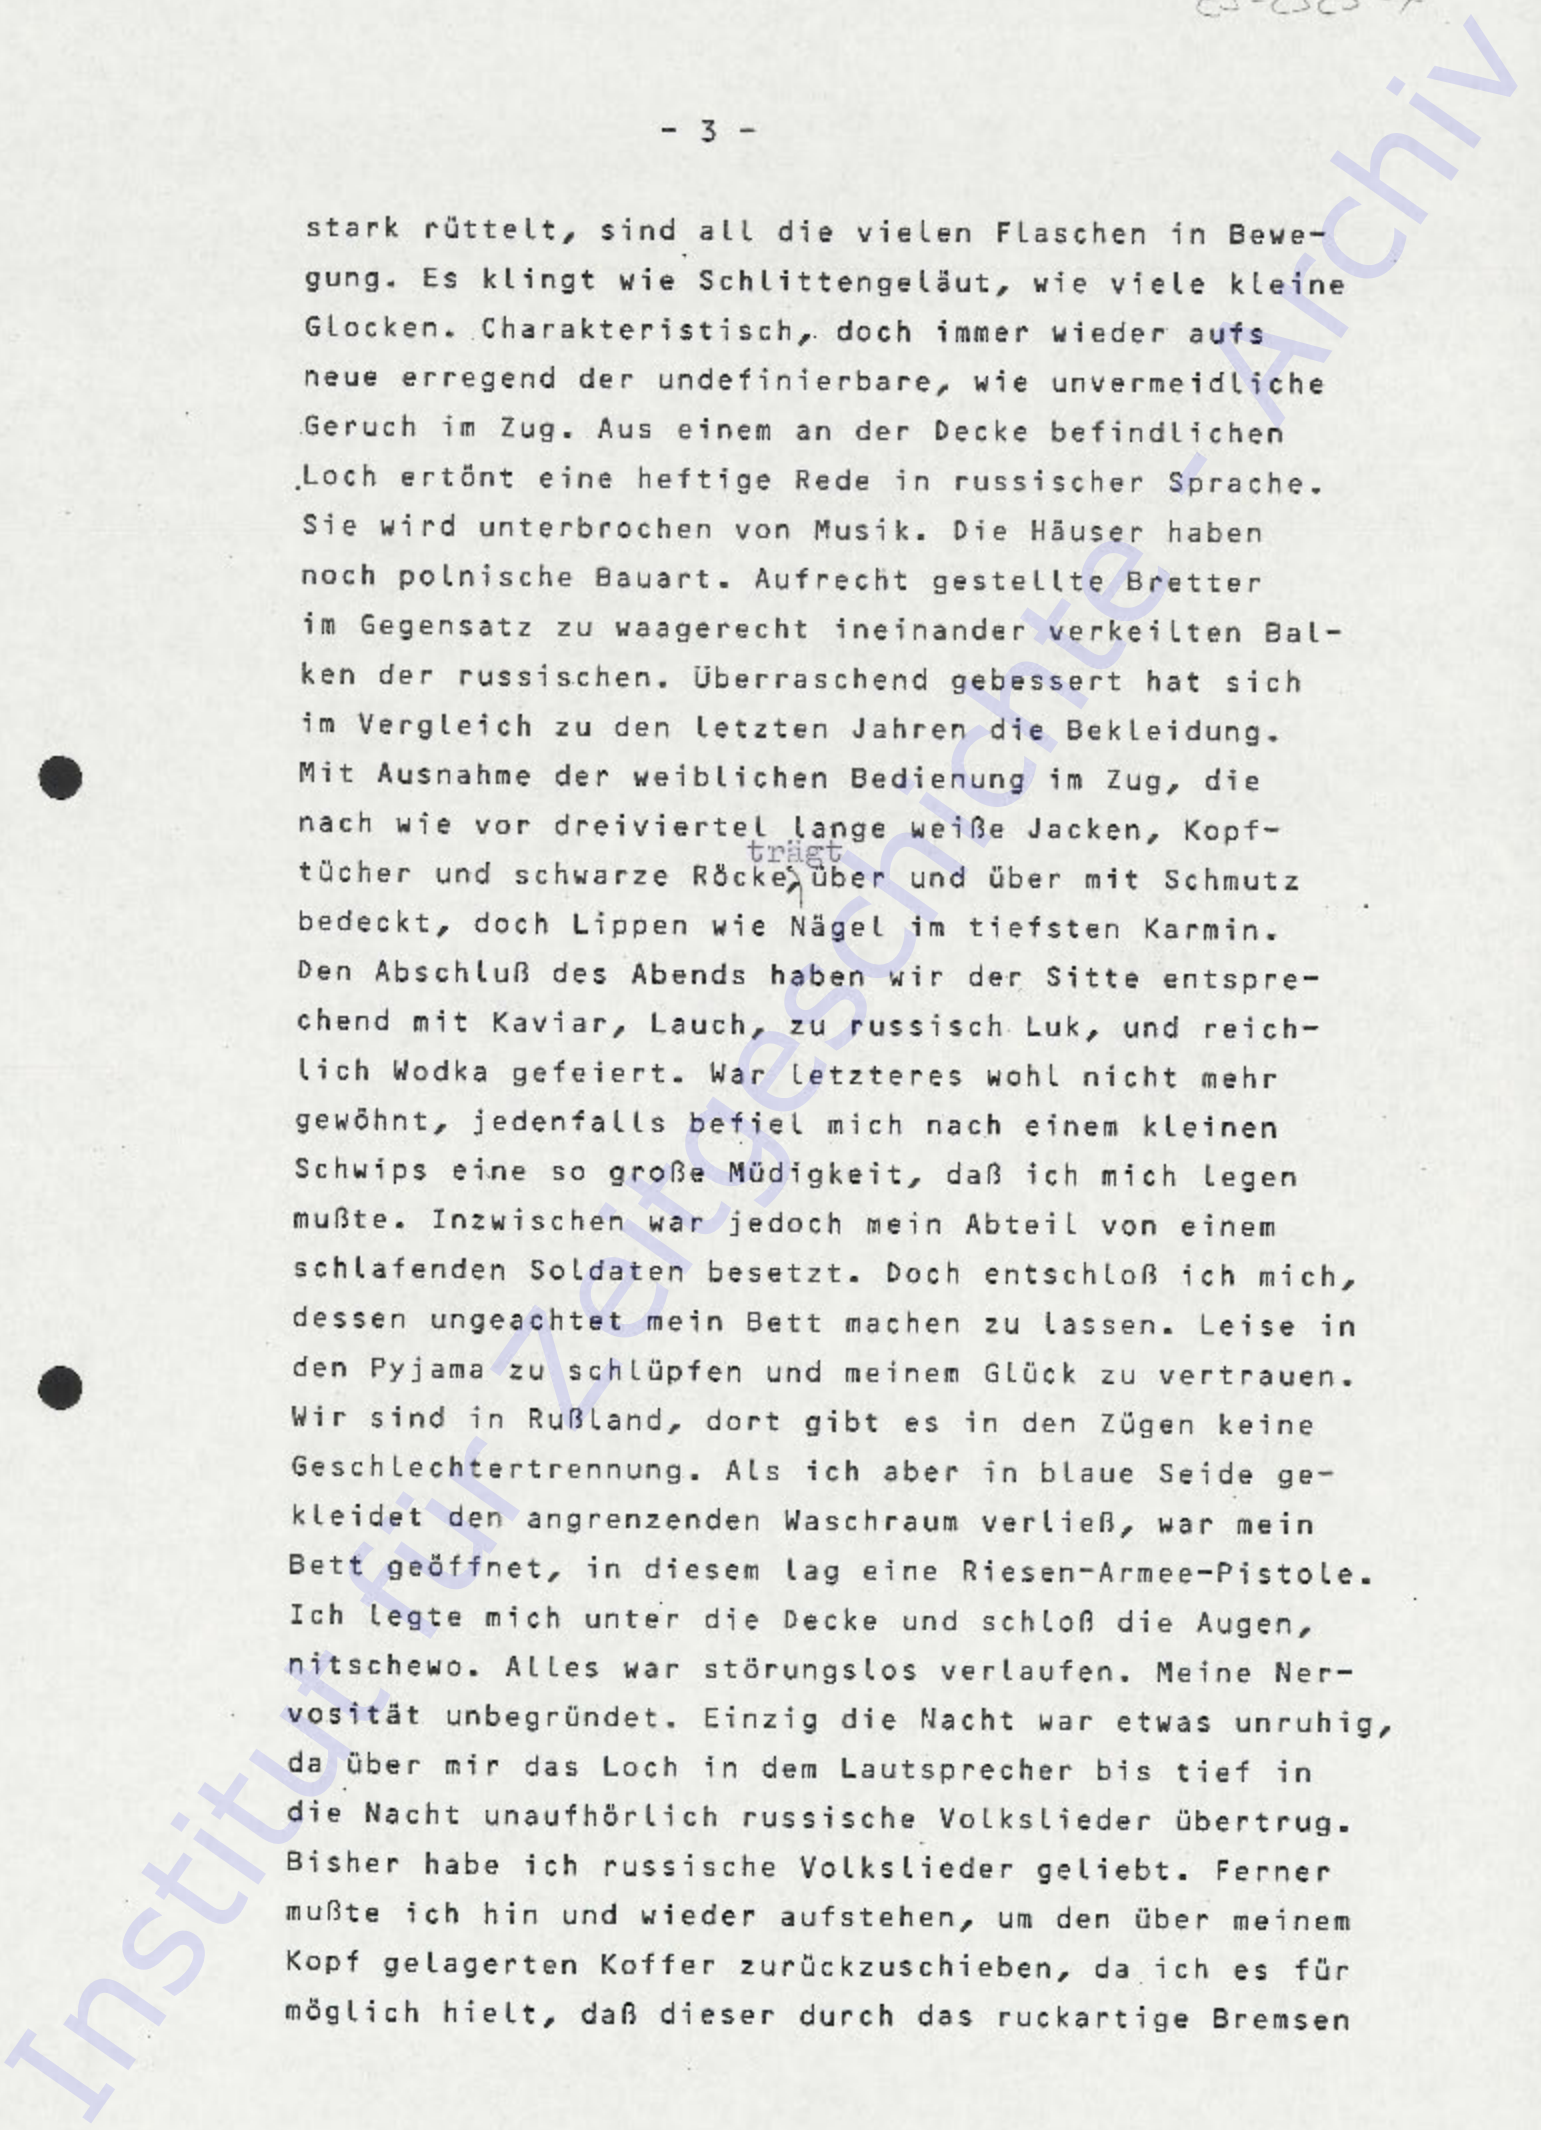 - 3 -
stark rüttelt, sind all die vielen Flaschen in Bewe-
gung. Es klingt wie Schlittengeläut, wie viele kleine
Glocken. Charakteristisch, doch immer wieder aufs
neue erregend der undefinierbare, wie unvermeidliche
Geruch im Zug. Aus einem an der Decke befindlichen
Loch ertönt eine heftige Rede in russischer Sprache.
Sie wird unterbrochen von Musik. Die Häuser haben
noch polnische Bauart. Aufrecht gestellte Bretter
im Gegensatz zu waagerecht ineinander verkeilten Bal-
ken der russischen. Überraschend gebessert hat sich
im Vergleich zu den letzten Jahren die Bekleidung.
Mit Ausnahme der weiblichen Bedienung im Zug, die
nach wie vor dreiviertel lange weiße Jacken, Kopf-
trägt
tücher und schwarze Röcke, über und über mit Schmutz
bedeckt, doch Lippen wie Nägel im tiefsten Karmin.
Den Abschluß des Abends haben wir der Sitte entspre-
chend mit Kaviar, Lauch, zu russisch Luk, und reich-
lich Wodka gefeiert. War letzteres wohl nicht mehr
gewöhnt, jedenfalls befiel mich nach einem kleinen
Schwips eine so große Müdigkeit, daß ich mich legen
mußte. Inzwischen war jedoch mein Abteil von einem
schlafenden Soldaten besetzt. Doch entschloß ich mich,
dessen ungeachtet mein Bett machen zu lassen. Leise in
den Pyjama zu schlüpfen und meinem Glück zu vertrauen.
Wir sind in Rußland, dort gibt es in den Zügen keine
Geschlechtertrennung. Als ich aber in blaue Seide ge-
kleidet den angrenzenden Waschraum verließ, war mein
Bett geöffnet, in diesem lag eine Riesen-Armee-Pistole.
Ich legte mich unter die Decke und schloß die Augen,
nitschewo. Alles war störungslos verlaufen. Meine Ner-
vosität unbegründet. Einzig die Nacht war etwas unruhig,
da über mir das Loch in dem Lautsprecher bis tief in
die Nacht unaufhörlich russische Volkslieder übertrug.
Bisher habe ich russische Volkslieder geliebt. Ferner
mußte ich hin und wieder aufstehen, um den über meinem
Kopf gelagerten Koffer zurückzuschieben, da ich es für
möglich hielt, daß dieser durch das ruckartige Bremsen
Institut für Zeitgeschichte - Archiv